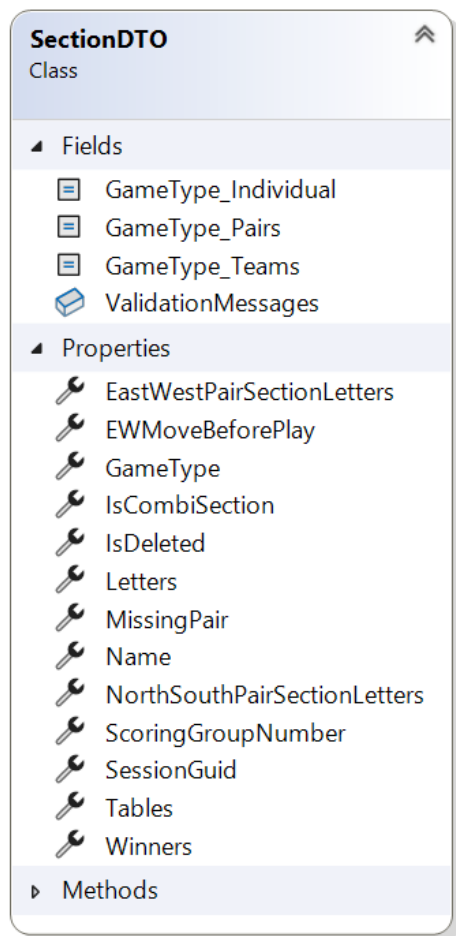 SectionDTO
Class
Fields
GameType_Individual
GameType_Pairs
GameType_Teams
ValidationMessages
Properties
EastWestPairSectionLetters
EWMoveBeforePlay
GameType
IsCombiSection
IsDeleted
Letters
MissingPair
Name
NorthSouthPairSectionLetters
ScoringGroupNumber
SessionGuid
Tables
Winners
Methods